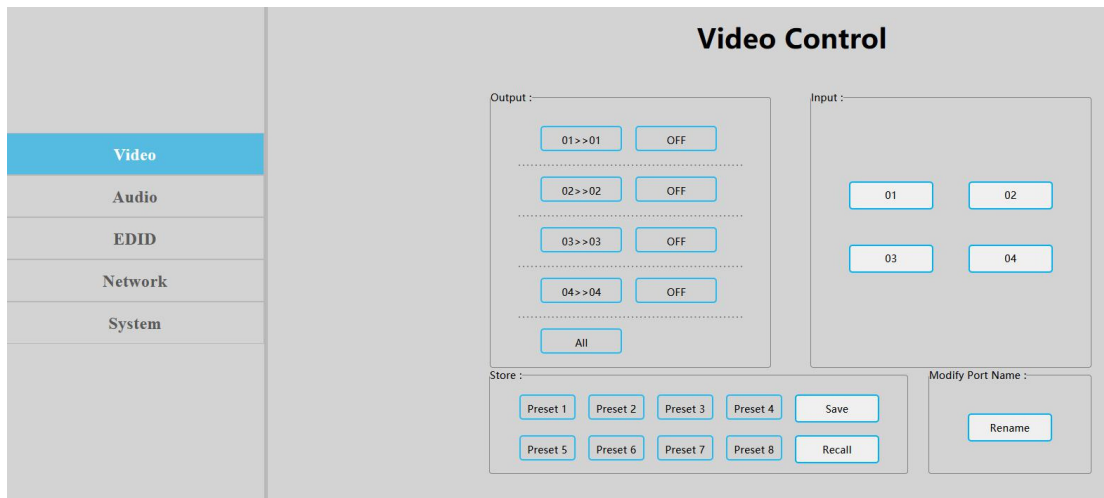 Video Control
Video
Audio
EDID
Network
System
Output :
01>>01 OFF
02>>02 OFF
03>>03 OFF
04>>04 OFF
All
Input :
01 02
03 04
Store :
Preset 1 Preset 2 Preset 3 Preset 4 Save
Preset 5 Preset 6 Preset 7 Preset 8 Recall
Modify Port Name :
Rename